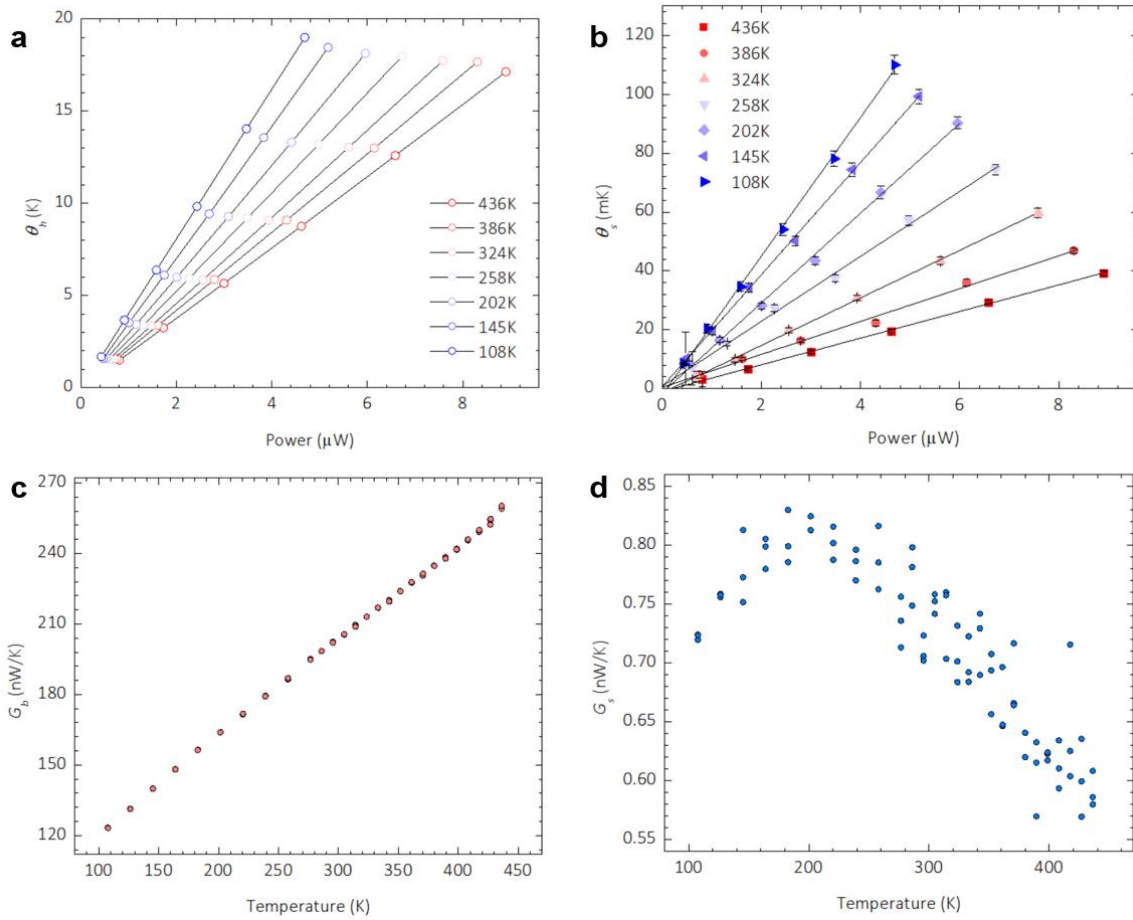 a
20
15
10
5
0
θh (K)
436K
386K
324K
258K
202K
145K
108K
0 2 4 6 8
Power (μW)
b
120
100
80
60
40
20
0
θs (mK)
436K
386K
324K
258K
202K
145K
108K
0 2 4 6 8
Power (μW)
c
270
240
210
180
150
120
Gb (nW/K)
100 150 200 250 300 350 400 450
Temperature (K)
d
0.85
0.80
0.75
0.70
0.65
0.60
0.55
Gs (nW/K)
100 200 300 400
Temperature (K)